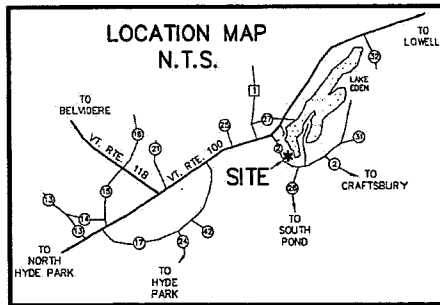 LOCATION MAP
N.T.S.
TO
LOWELL
32
LAKE
EDEN
1
TO
BELVIDERE
27
25
18
VT. RTE. 118
21
VT. RTE. 100
2
35
SITE
2
TO
CRAFTSBURY
15
28
13
14
TO
SOUTH
POND
13
42
17
24
TO
NORTH
HYDE PARK
TO
HYDE
PARK